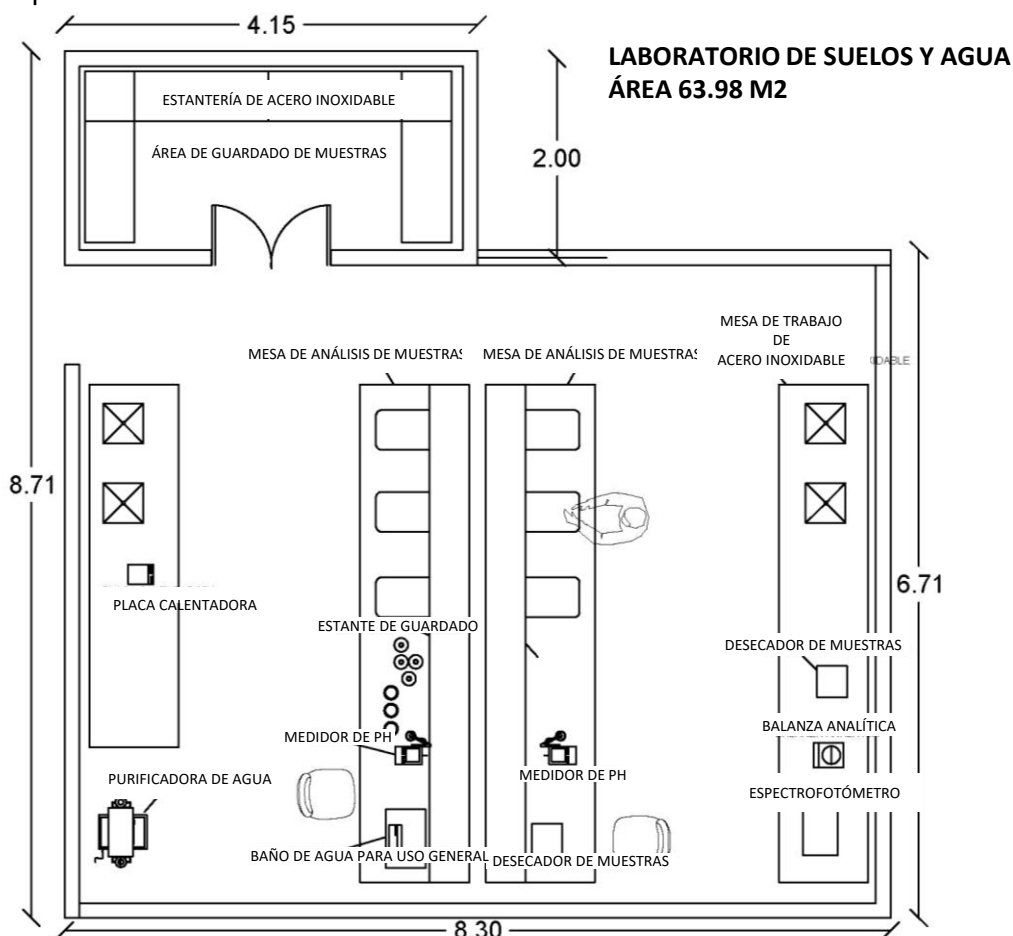 4.15
LABORATORIO DE SUELOS Y AGUA
ÁREA 63.98 M2
ESTANTERÍA DE ACERO INOXIDABLE
ÁREA DE GUARDADO DE MUESTRAS
2.00
MESA DE TRABAJO
DE
ACERO INOXIDABLE
MESA DE ANÁLISIS DE MUESTRAS
MESA DE ANÁLISIS DE MUESTRAS
8.71
6.71
PLACA CALENTADORA
ESTANTE DE GUARDADO
DESECADOR DE MUESTRAS
MEDIDOR DE PH
BALANZA ANALÍTICA
MEDIDOR DE PH
PURIFICADORA DE AGUA
ESPECTROFOTÓMETRO
BAÑO DE AGUA PARA USO GENERAL
DESECADOR DE MUESTRAS
8.30